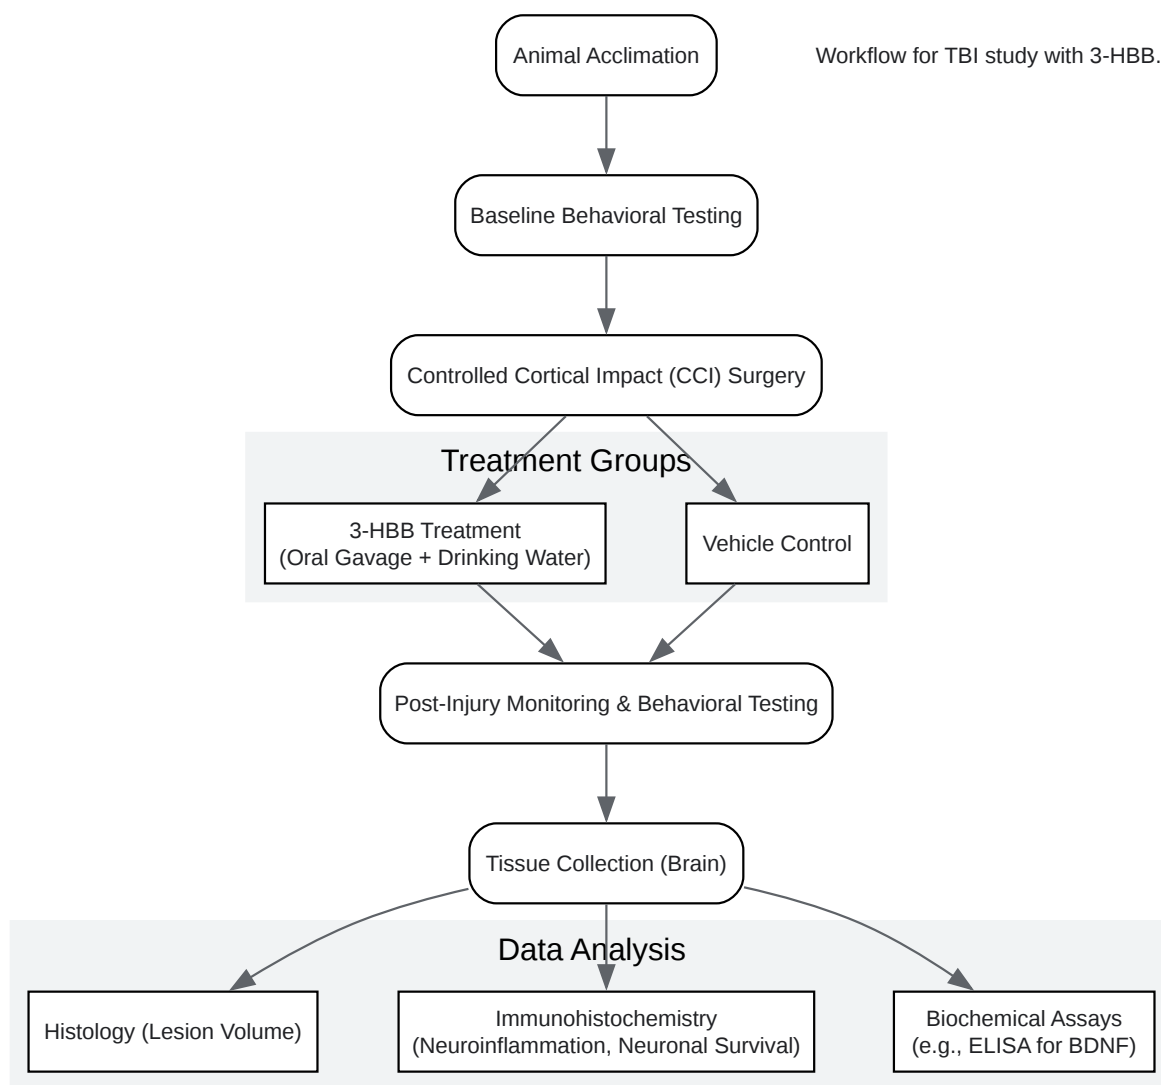 Animal Acclimation
Workflow for TBI study with 3-HBB.
Baseline Behavioral Testing
Controlled Cortical Impact (CCI) Surgery
Treatment Groups
3-HBB Treatment
(Oral Gavage + Drinking Water)
Vehicle Control
Post-Injury Monitoring & Behavioral Testing
Tissue Collection (Brain)
Data Analysis
Histology (Lesion Volume)
Immunohistochemistry
(Neuroinflammation, Neuronal Survival)
Biochemical Assays
(e.g., ELISA for BDNF)